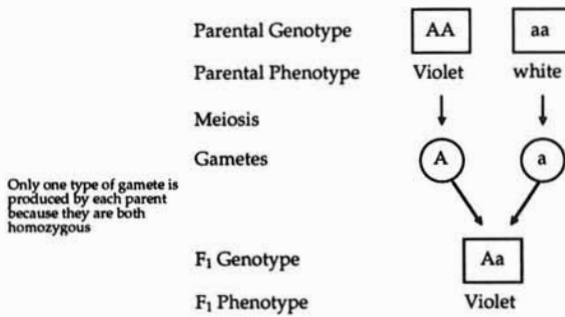 Parental Genotype AA aa
Parental Phenotype Violet white
Meiosis
Gametes A a
Only one type of gamete is
produced by each parent
because they are both
homozygous
F₁ Genotype Aa
F₁ Phenotype Violet